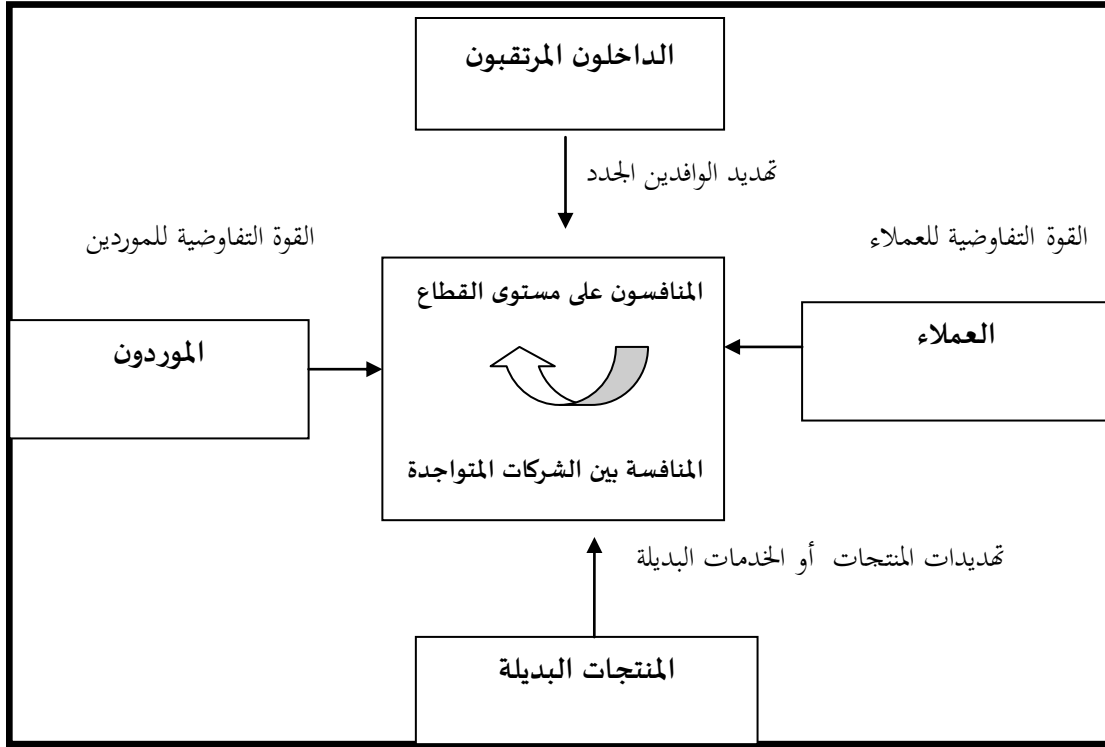 الداخلون المرتقبون
تهديد الوافدين الجدد
القوة التفاوضية للعملاء
القوة التفاوضية للموردين
المنافسون على مستوى القطاع
العملاء
الموردون
المنافسة بين الشركات المتواجدة
تهديدات المنتجات أو الخدمات البديلة
المنتجات البديلة